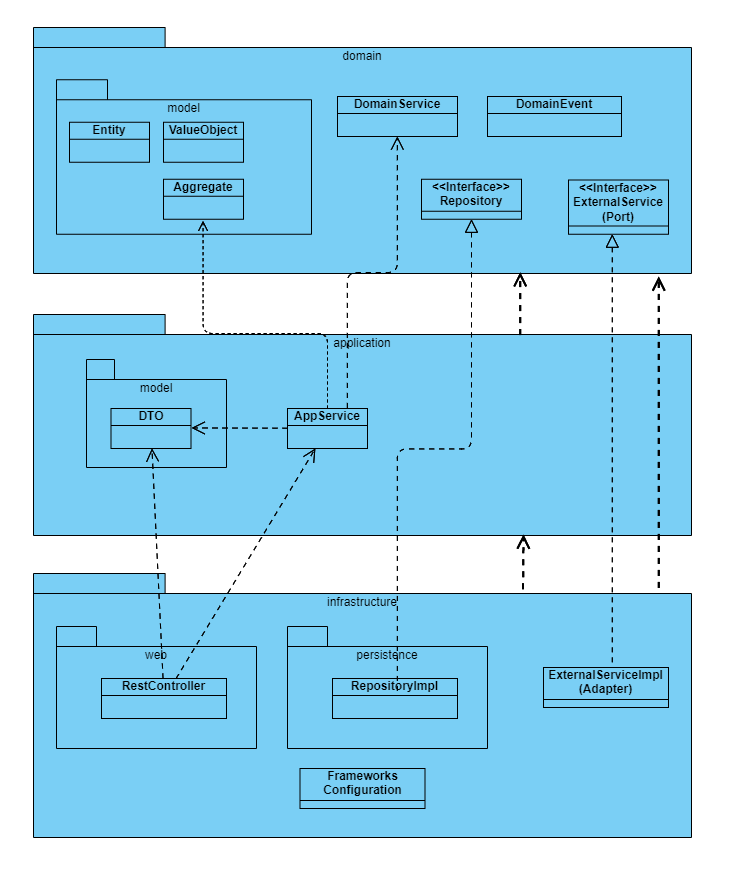 domain
model
Entity
ValueObject
Aggregate
DomainService
DomainEvent
<<Interface>>
Repository
<<Interface>>
ExternalService
(Port)
application
model
DTO
AppService
infrastructure
web
RestController
persistence
RepositoryImpl
ExternalServiceImpl
(Adapter)
Frameworks
Configuration